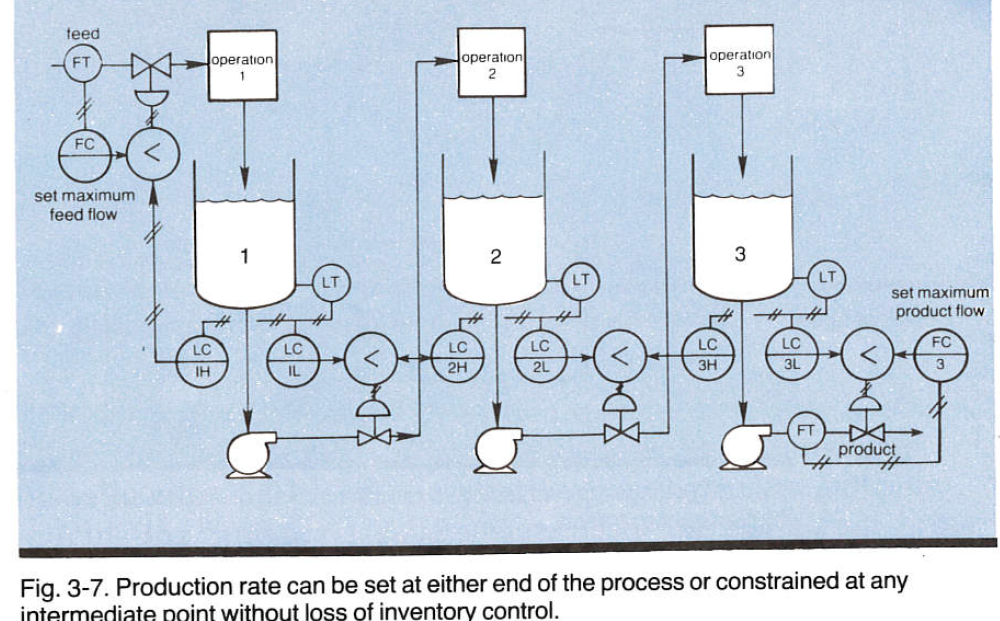 feed
FT
operation
1
operation
2
operation
3
FC
<
set maximum
feed flow
1
2
3
LT
LT
LT
set maximum
product flow
LC
IH
LC
IL
<
LC
2H
LC
2L
<
LC
3H
LC
3L
<
FC
3
FT
product
Fig. 3-7. Production rate can be set at either end of the process or constrained at any
intermediate point without loss of inventory control.